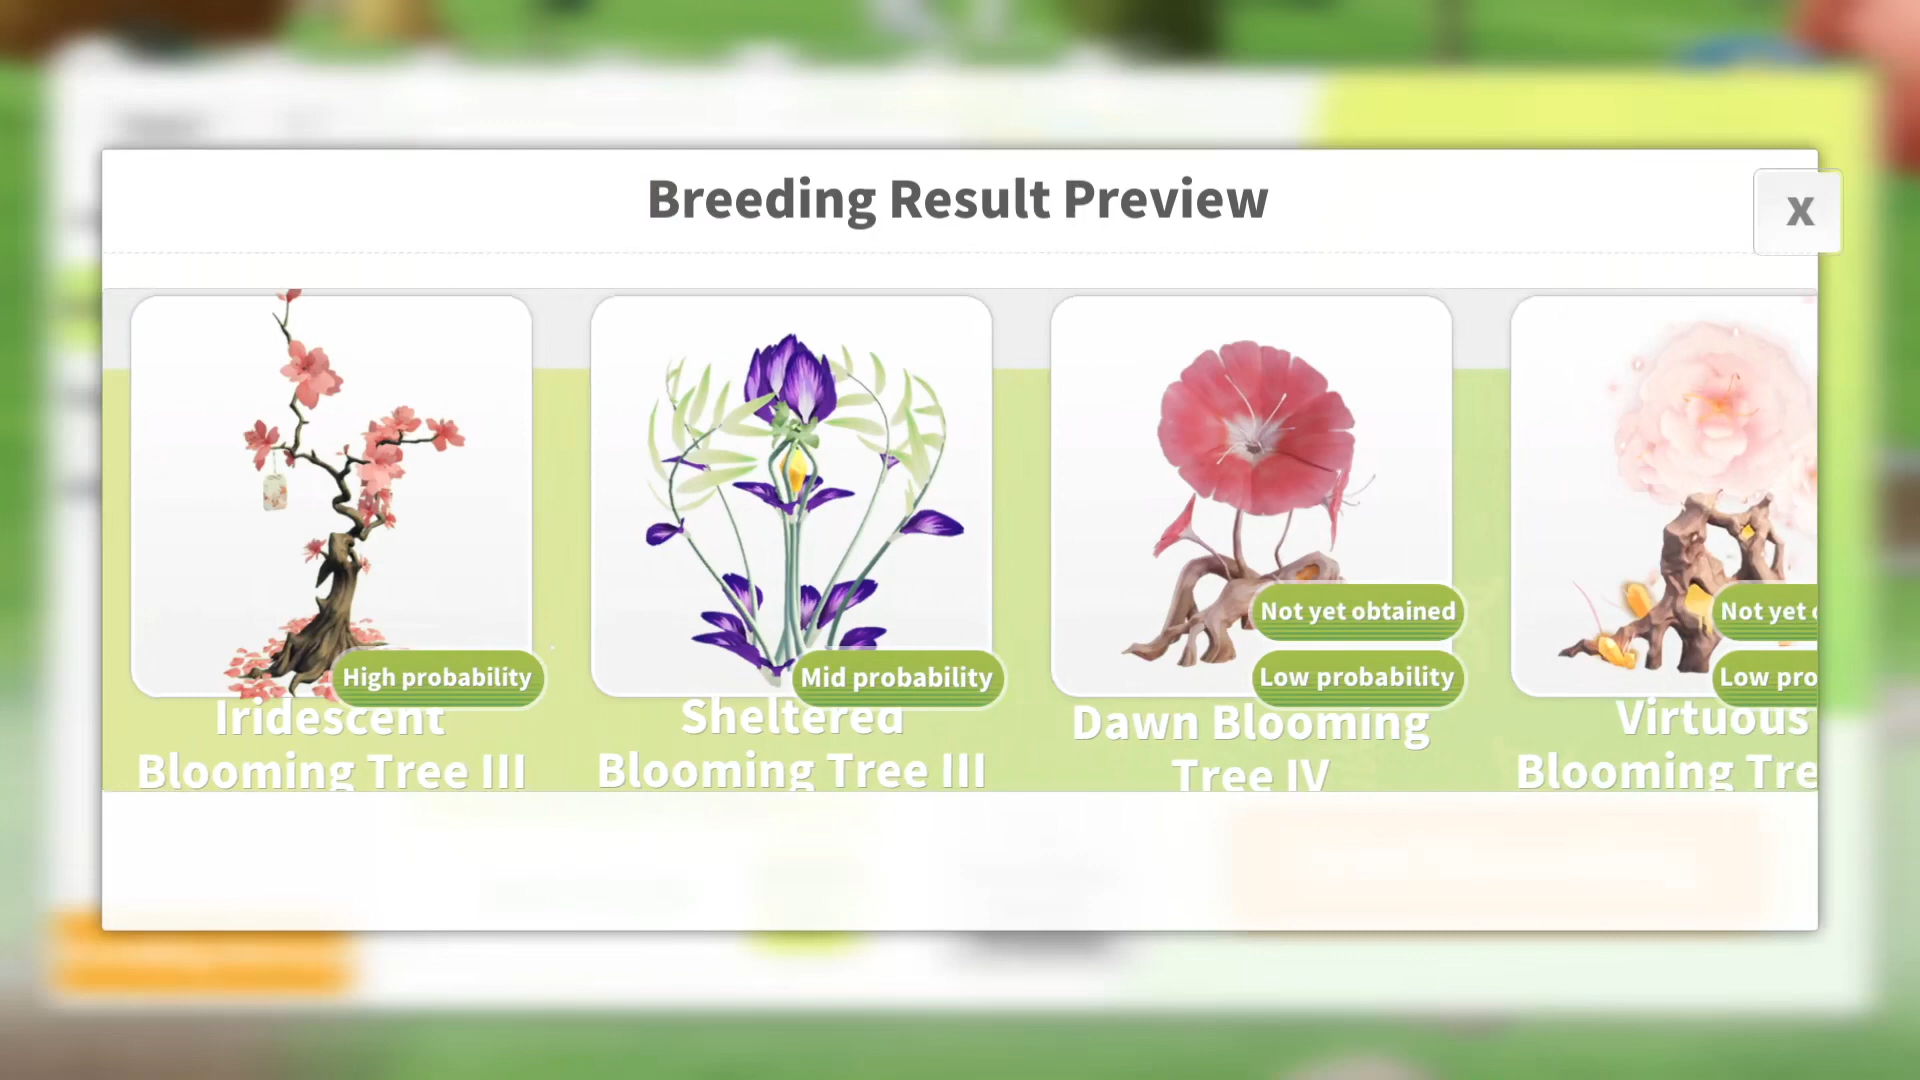 Breeding Result Preview
X
High probability
Iridescent
Blooming Tree III
Mid probability
Sheltered
Blooming Tree III
Not yet obtained
Low probability
Dawn Blooming
Tree IV
Not yet
Low pro
Virtuous
Blooming Tre